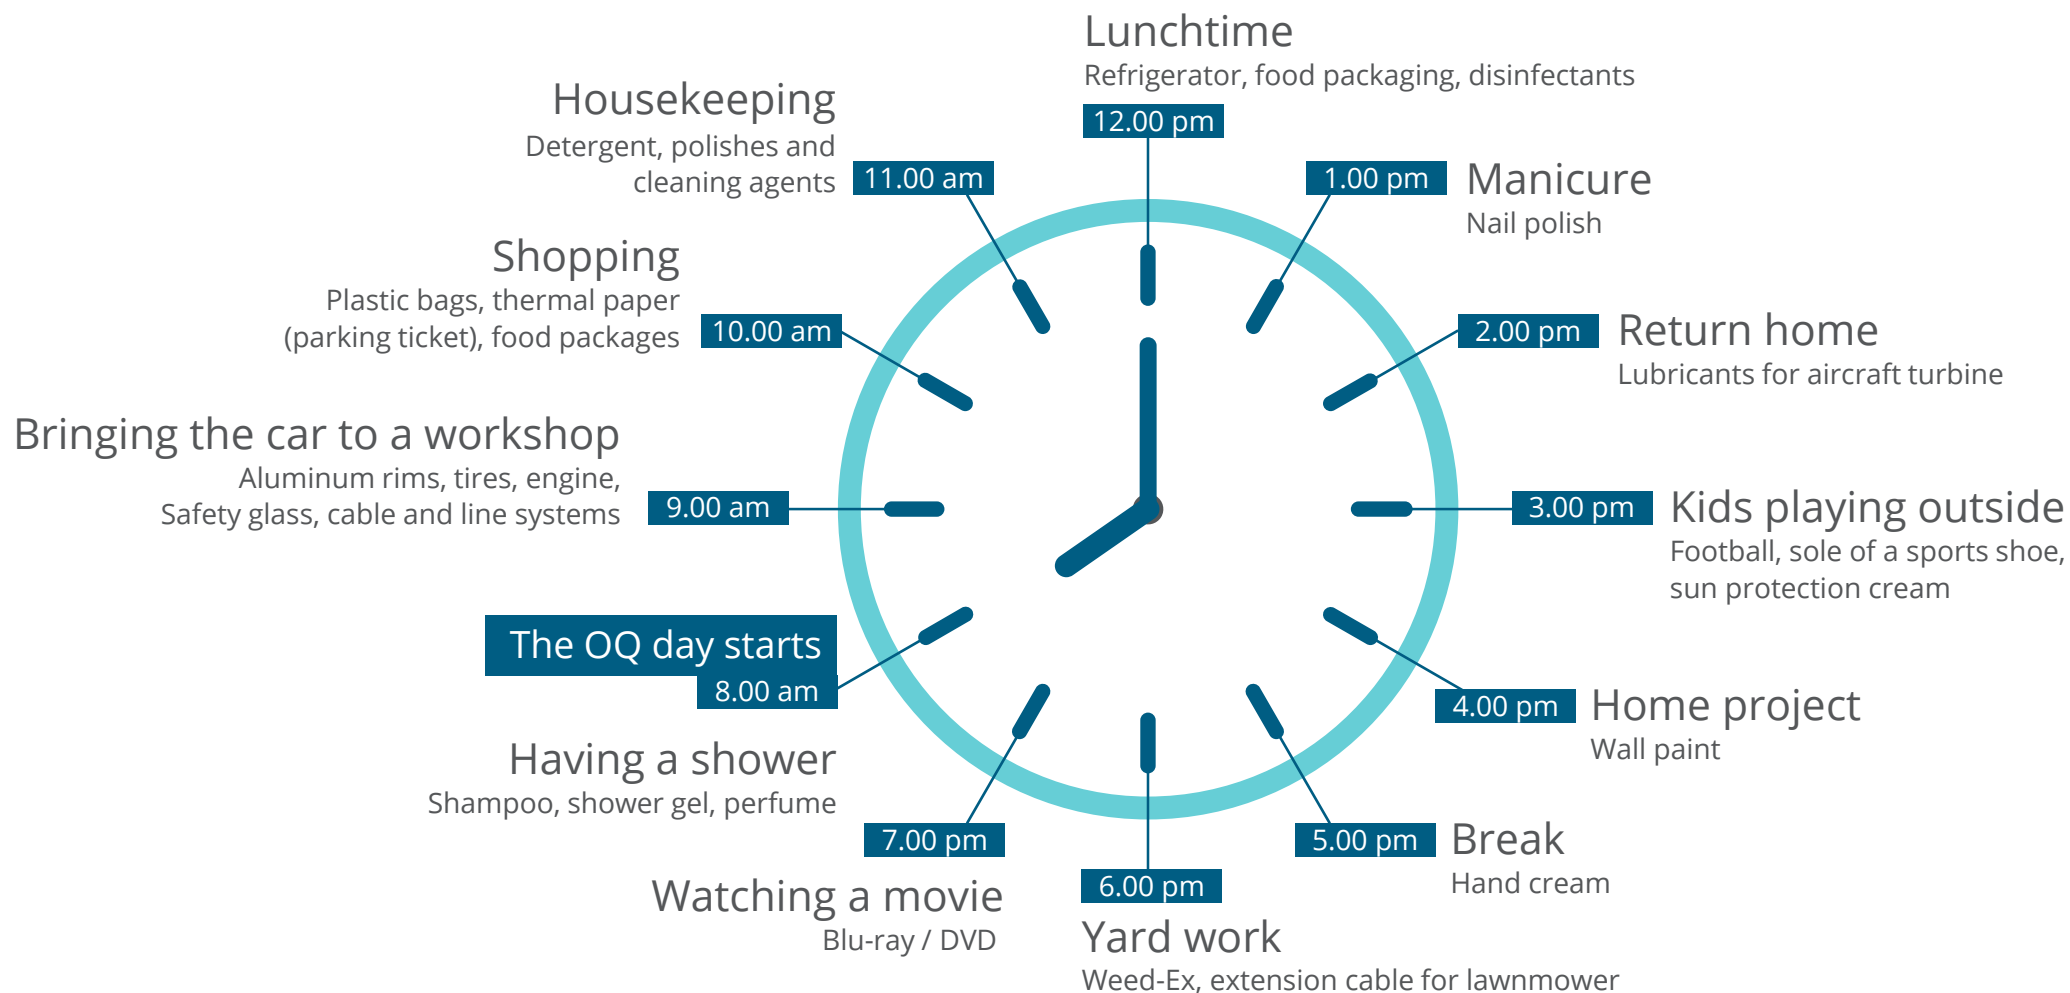 Lunchtime
Refrigerator, food packaging, disinfectants
12.00 pm
1.00 pm
Manicure
Nail polish
2.00 pm
Return home
Lubricants for aircraft turbine
3.00 pm
Kids playing outside
Football, sole of a sports shoe,
sun protection cream
4.00 pm
Home project
Wall paint
5.00 pm
Break
Hand cream
6.00 pm
Yard work
Weed-Ex, extension cable for lawnmower
7.00 pm
Watching a movie
Blu-ray / DVD
The OQ day starts
8.00 am
Having a shower
Shampoo, shower gel, perfume
Bringing the car to a workshop
Aluminum rims, tires, engine,
Safety glass, cable and line systems
9.00 am
Shopping
Plastic bags, thermal paper
(parking ticket), food packages
10.00 am
Housekeeping
Detergent, polishes and
cleaning agents
11.00 am